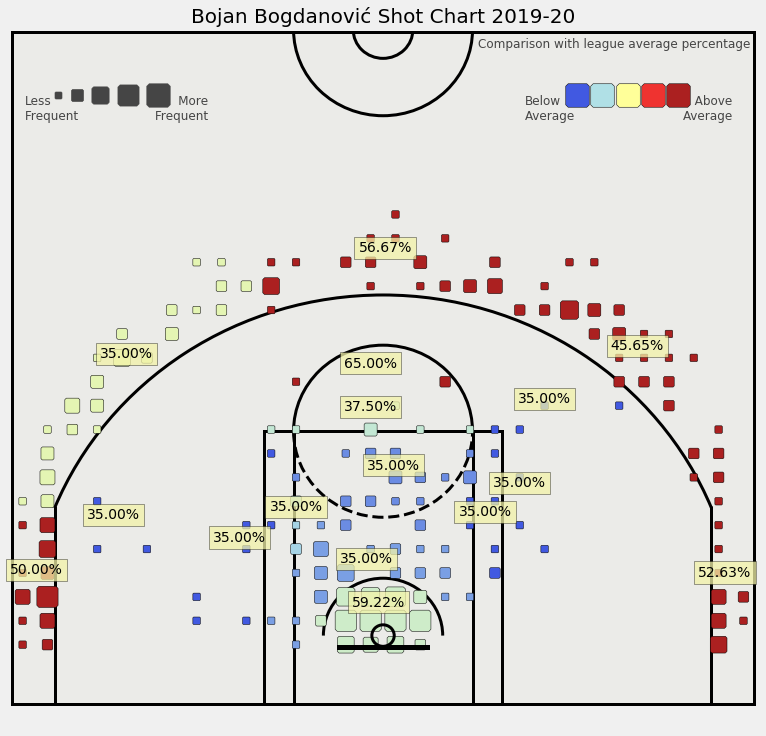 Bojan Bogdanović Shot Chart 2019-20
Comparison with league average percentage
Less
Frequent
More
Frequent
Below
Average
Above
Average
56.67%
45.65%
35.00%
65.00%
35.00%
37.50%
35.00%
35.00%
35.00%
35.00%
35.00%
35.00%
35.00%
50.00%
52.63%
59.22%